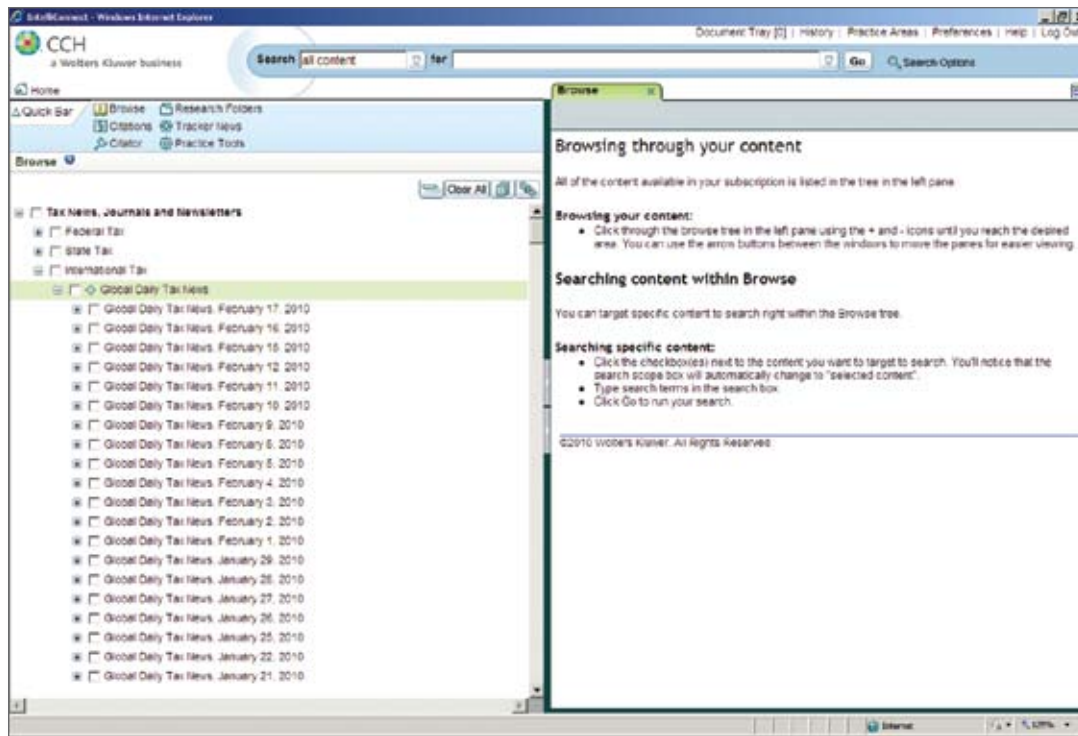 IntelliConnect - Windows Internet Explorer
Document Tray [0] | History | Practice Areas | Preferences | Help | Log Out
CCH
a Wolters Kluwer business
Search all content for Go Search Options
Home
Browse
Quick Bar
Browse Research Folders
Citations Tracker News
Citator Practice Tools
Browse
Clear All
Tax News, Journals and Newsletters
Federal Tax
State Tax
International Tax
Global Daily Tax News
Global Daily Tax News, February 17, 2010
Global Daily Tax News, February 16, 2010
Global Daily Tax News, February 15, 2010
Global Daily Tax News, February 12, 2010
Global Daily Tax News, February 11, 2010
Global Daily Tax News, February 10, 2010
Global Daily Tax News, February 9, 2010
Global Daily Tax News, February 8, 2010
Global Daily Tax News, February 5, 2010
Global Daily Tax News, February 4, 2010
Global Daily Tax News, February 3, 2010
Global Daily Tax News, February 2, 2010
Global Daily Tax News, February 1, 2010
Global Daily Tax News, January 29, 2010
Global Daily Tax News, January 28, 2010
Global Daily Tax News, January 27, 2010
Global Daily Tax News, January 26, 2010
Global Daily Tax News, January 25, 2010
Global Daily Tax News, January 22, 2010
Global Daily Tax News, January 21, 2010
Browsing through your content
All of the content available in your subscription is listed in the tree in the left pane
Browsing your content:
Click through the browse tree in the left pane using the + and - icons until you reach the desired
area. You can use the arrow buttons between the windows to move the panes for easier viewing.
Searching content within Browse
You can target specific content to search right within the Browse tree.
Searching specific content:
Click the checkbox(es) next to the content you want to target to search. You'll notice that the
search scope box will automatically change to "selected content".
Type search terms in the search box.
Click Go to run your search.
©2010 Wolters Kluwer. All Rights Reserved
Internet